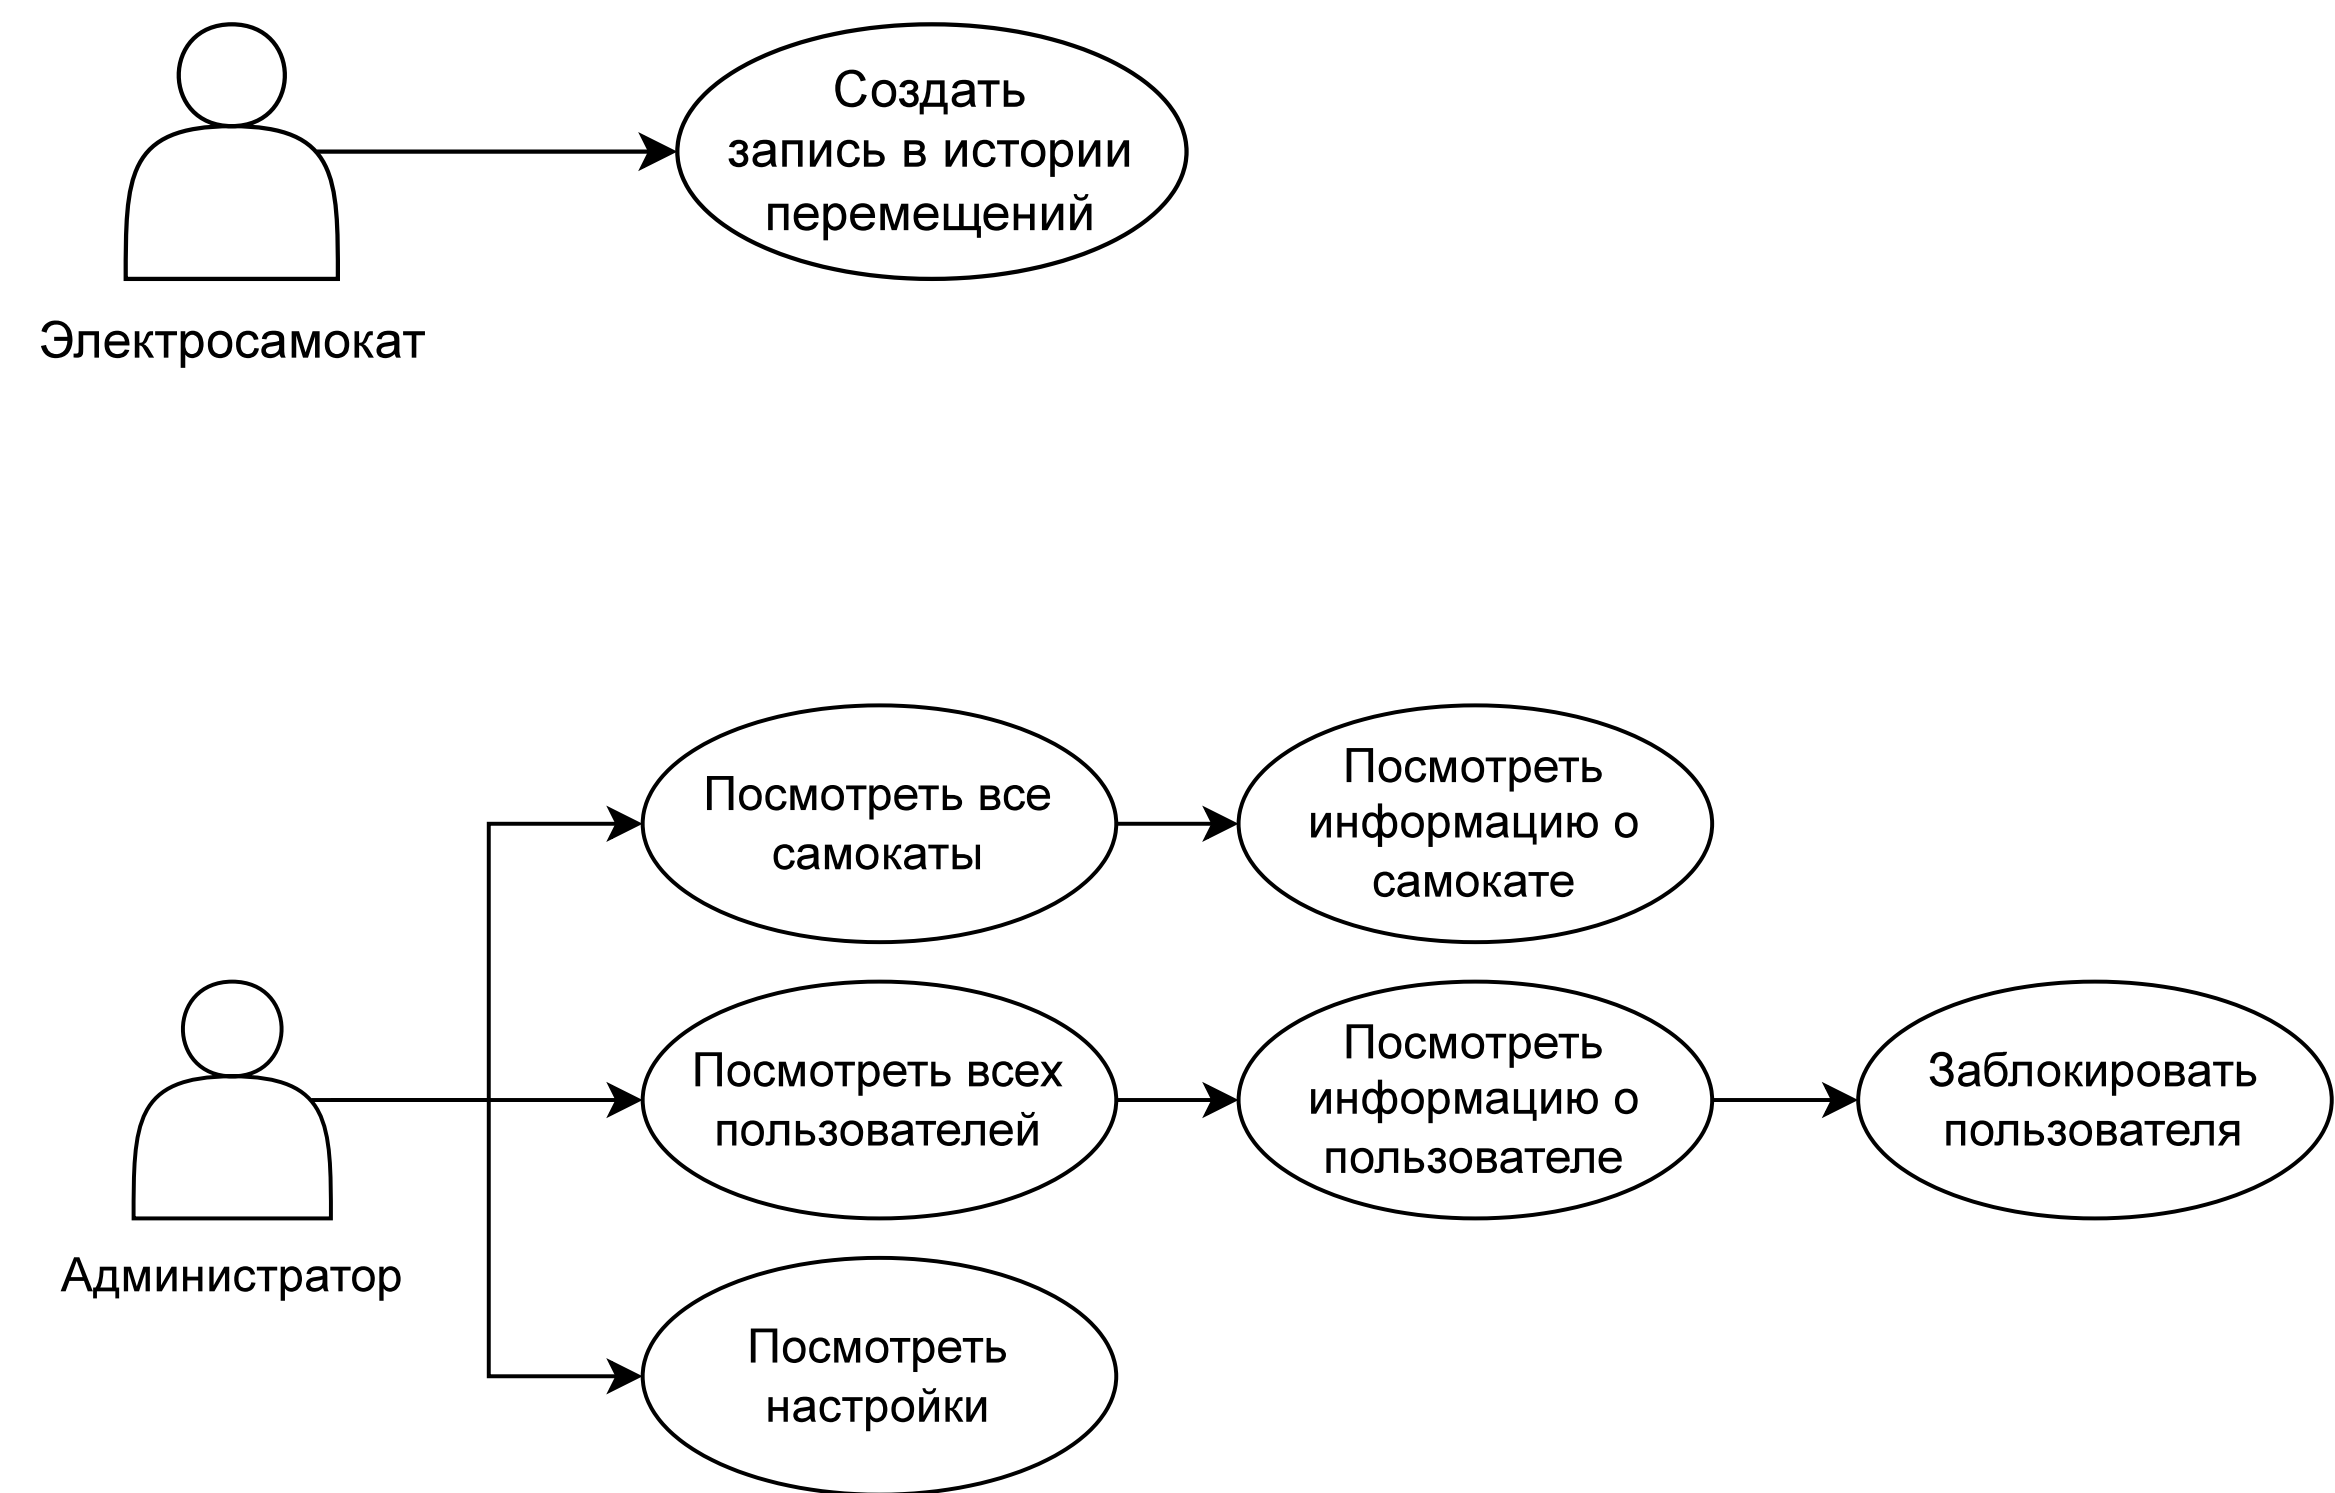 Создать
запись в истории
перемещений
Электросамокат
Посмотреть все
самокаты
Посмотреть
информацию о
самокате
Посмотреть всех
пользователей
Посмотреть
информацию о
пользователе
Заблокировать
пользователя
Администратор
Посмотреть
настройки